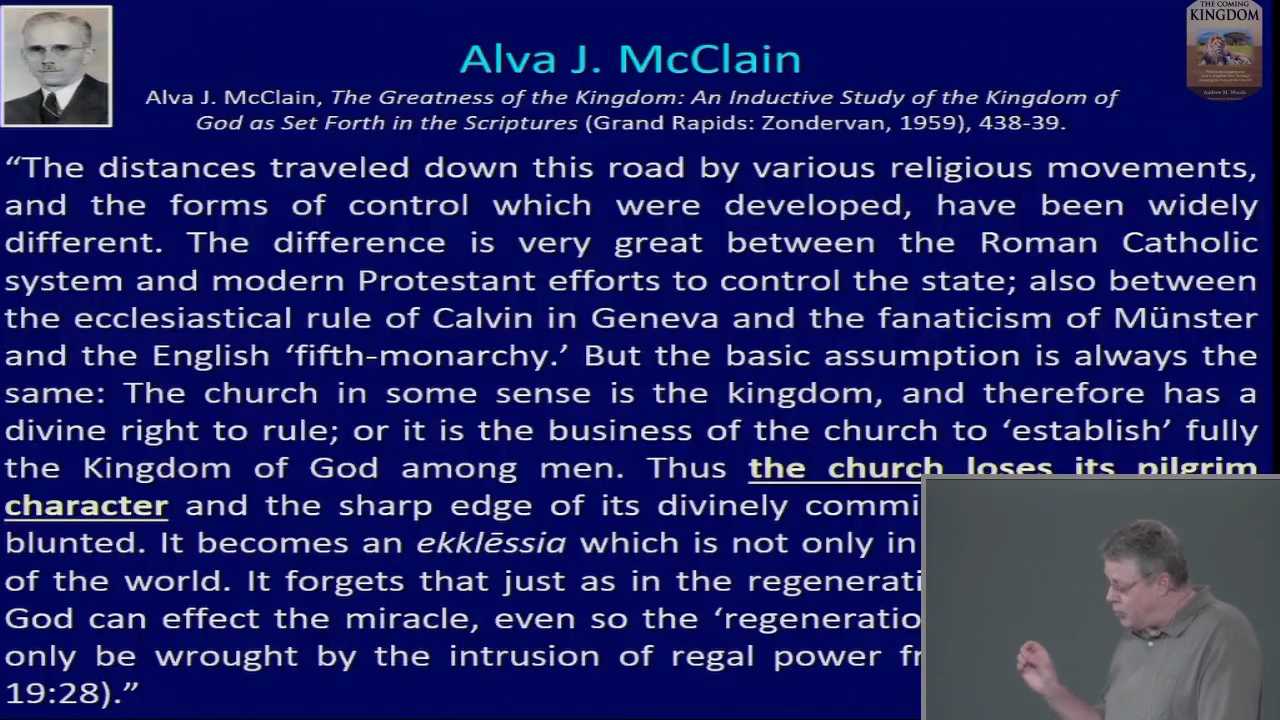 THE COMING
KINGDOM
Andrew M. Woods
Alva J. McClain
Alva J. McClain, The Greatness of the Kingdom: An Inductive Study of the Kingdom of
God as Set Forth in the Scriptures (Grand Rapids: Zondervan, 1959), 438-39.
“The distances traveled down this road by various religious movements,
and the forms of control which were developed, have been widely
different. The difference is very great between the Roman Catholic
system and modern Protestant efforts to control the state; also between
the ecclesiastical rule of Calvin in Geneva and the fanaticism of Münster
and the English ‘fifth-monarchy.’ But the basic assumption is always the
same: The church in some sense is the kingdom, and therefore has a
divine right to rule; or it is the business of the church to ‘establish’ fully
the Kingdom of God among men. Thus the church loses its pilgrim
character and the sharp edge of its divinely commi
blunted. It becomes an ekklēssia which is not only in
of the world. It forgets that just as in the regenerati
God can effect the miracle, even so the ‘regeneratio
only be wrought by the intrusion of regal power fr
19:28).”